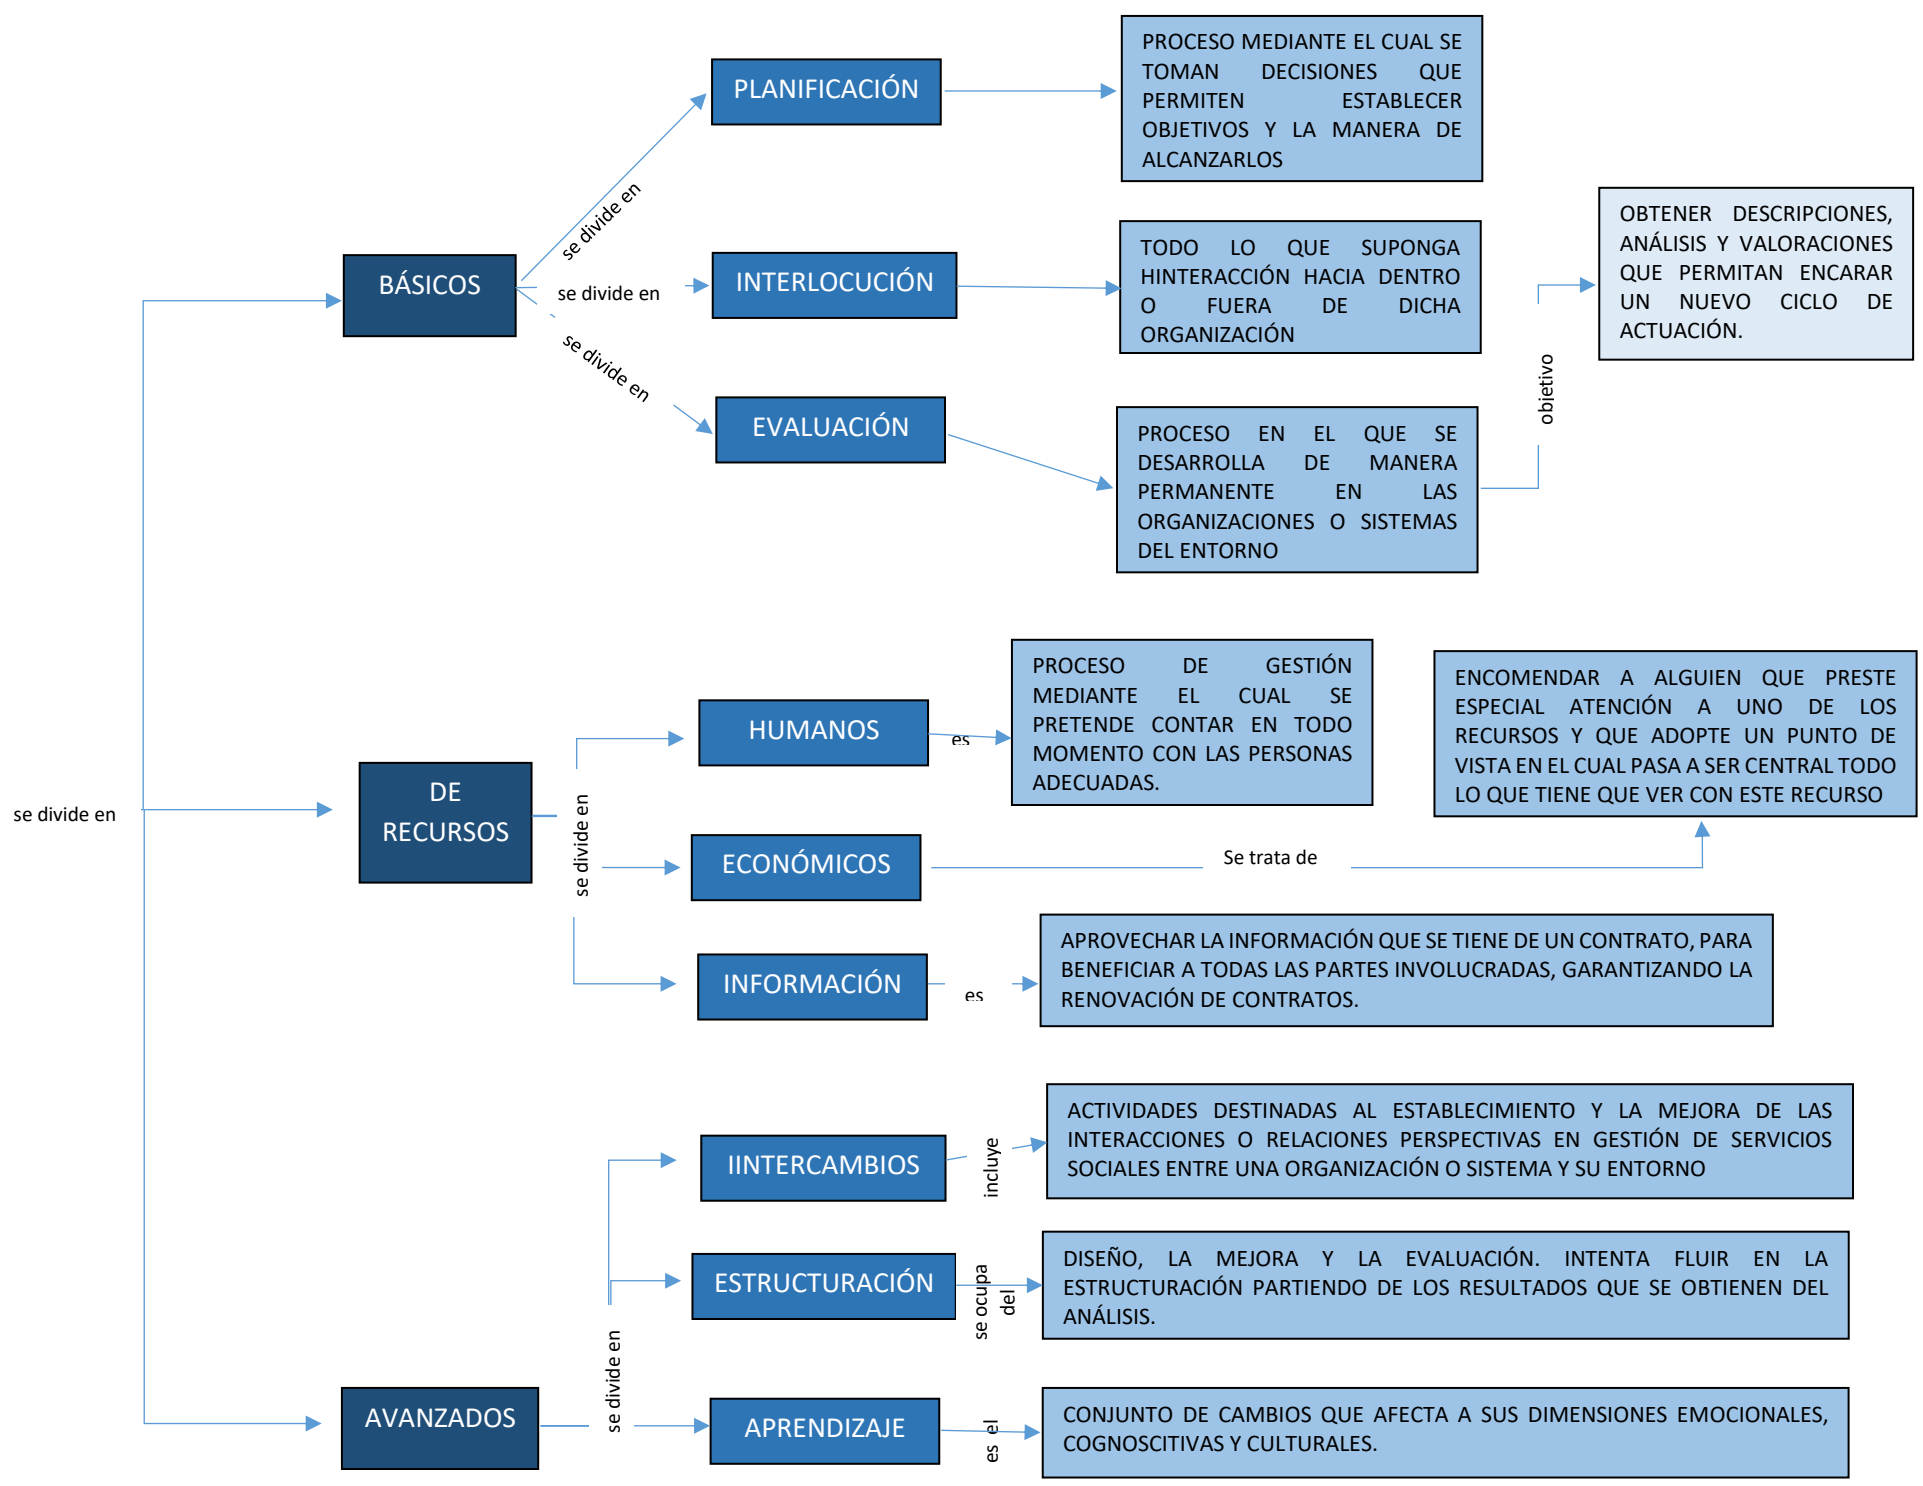 se divide en
BÁSICOS
se divide en
PLANIFICACIÓN
PROCESO MEDIANTE EL CUAL SE
TOMAN DECISIONES QUE
PERMITEN ESTABLECER
OBJETIVOS Y LA MANERA DE
ALCANZARLOS
se divide en
INTERLOCUCIÓN
TODO LO QUE SUPONGA
HINTERACCIÓN HACIA DENTRO
O FUERA DE DICHA
ORGANIZACIÓN
se divide en
EVALUACIÓN
PROCESO EN EL QUE SE
DESARROLLA DE MANERA
PERMANENTE EN LAS
ORGANIZACIONES O SISTEMAS
DEL ENTORNO
objetivo
OBTENER DESCRIPCIONES,
ANÁLISIS Y VALORACIONES
QUE PERMITAN ENCARAR
UN NUEVO CICLO DE
ACTUACIÓN.
DE
RECURSOS
se divide en
HUMANOS
es
PROCESO DE GESTIÓN
MEDIANTE EL CUAL SE
PRETENDE CONTAR EN TODO
MOMENTO CON LAS PERSONAS
ADECUADAS.
ECONÓMICOS
Se trata de
ENCOMENDAR A ALGUIEN QUE PRESTE
ESPECIAL ATENCIÓN A UNO DE LOS
RECURSOS Y QUE ADOPTE UN PUNTO DE
VISTA EN EL CUAL PASA A SER CENTRAL TODO
LO QUE TIENE QUE VER CON ESTE RECURSO
INFORMACIÓN
es
APROVECHAR LA INFORMACIÓN QUE SE TIENE DE UN CONTRATO, PARA
BENEFICIAR A TODAS LAS PARTES INVOLUCRADAS, GARANTIZANDO LA
RENOVACIÓN DE CONTRATOS.
AVANZADOS
se divide en
IINTERCAMBIOS
incluye
ACTIVIDADES DESTINADAS AL ESTABLECIMIENTO Y LA MEJORA DE LAS
INTERACCIONES O RELACIONES PERSPECTIVAS EN GESTIÓN DE SERVICIOS
SOCIALES ENTRE UNA ORGANIZACIÓN O SISTEMA Y SU ENTORNO
ESTRUCTURACIÓN
se ocupa
del
DISEÑO, LA MEJORA Y LA EVALUACIÓN. INTENTA FLUIR EN LA
ESTRUCTURACIÓN PARTIENDO DE LOS RESULTADOS QUE SE OBTIENEN DEL
ANÁLISIS.
APRENDIZAJE
es el
CONJUNTO DE CAMBIOS QUE AFECTA A SUS DIMENSIONES EMOCIONALES,
COGNOSCITIVAS Y CULTURALES.